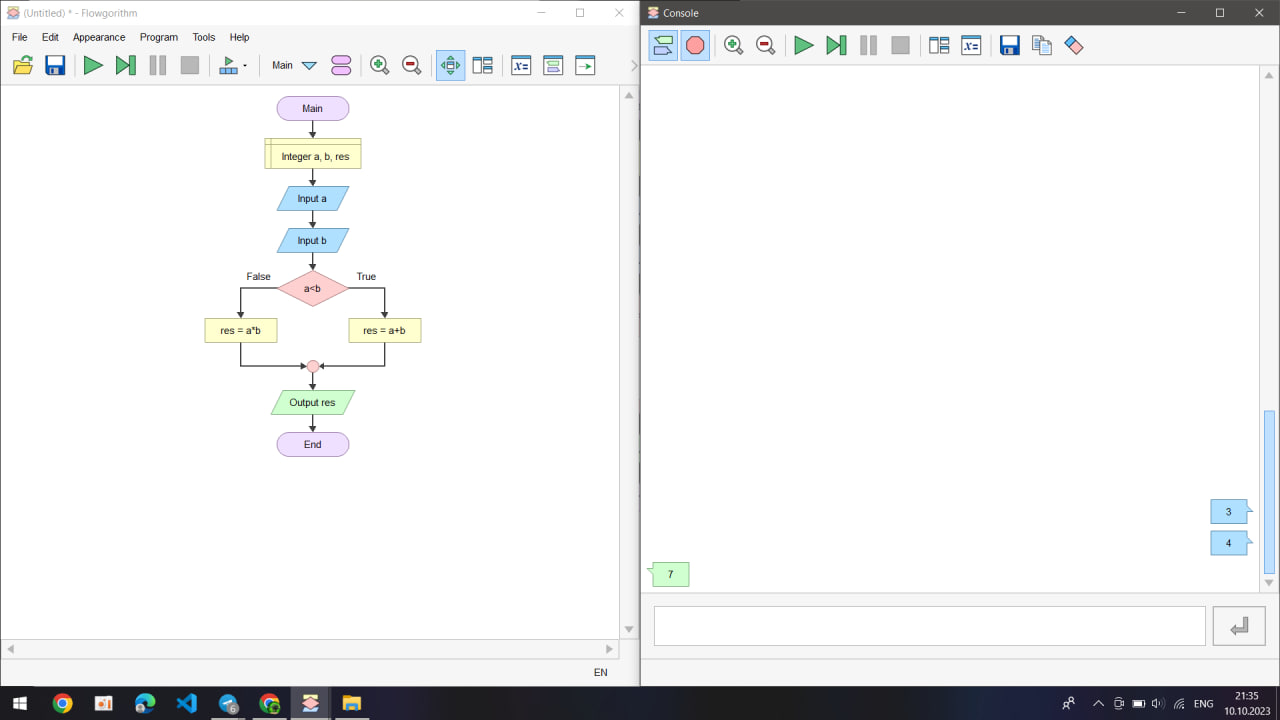 (Untitled) * - Flowgorithm
File Edit Appearance Program Tools Help
Main
Main
Integer a, b, res
Input a
Input b
False True
a<b
res = a*b res = a+b
Output res
End
EN
Console
x=
x=
3
4
7
6
ENG
21:35
10.10.2023